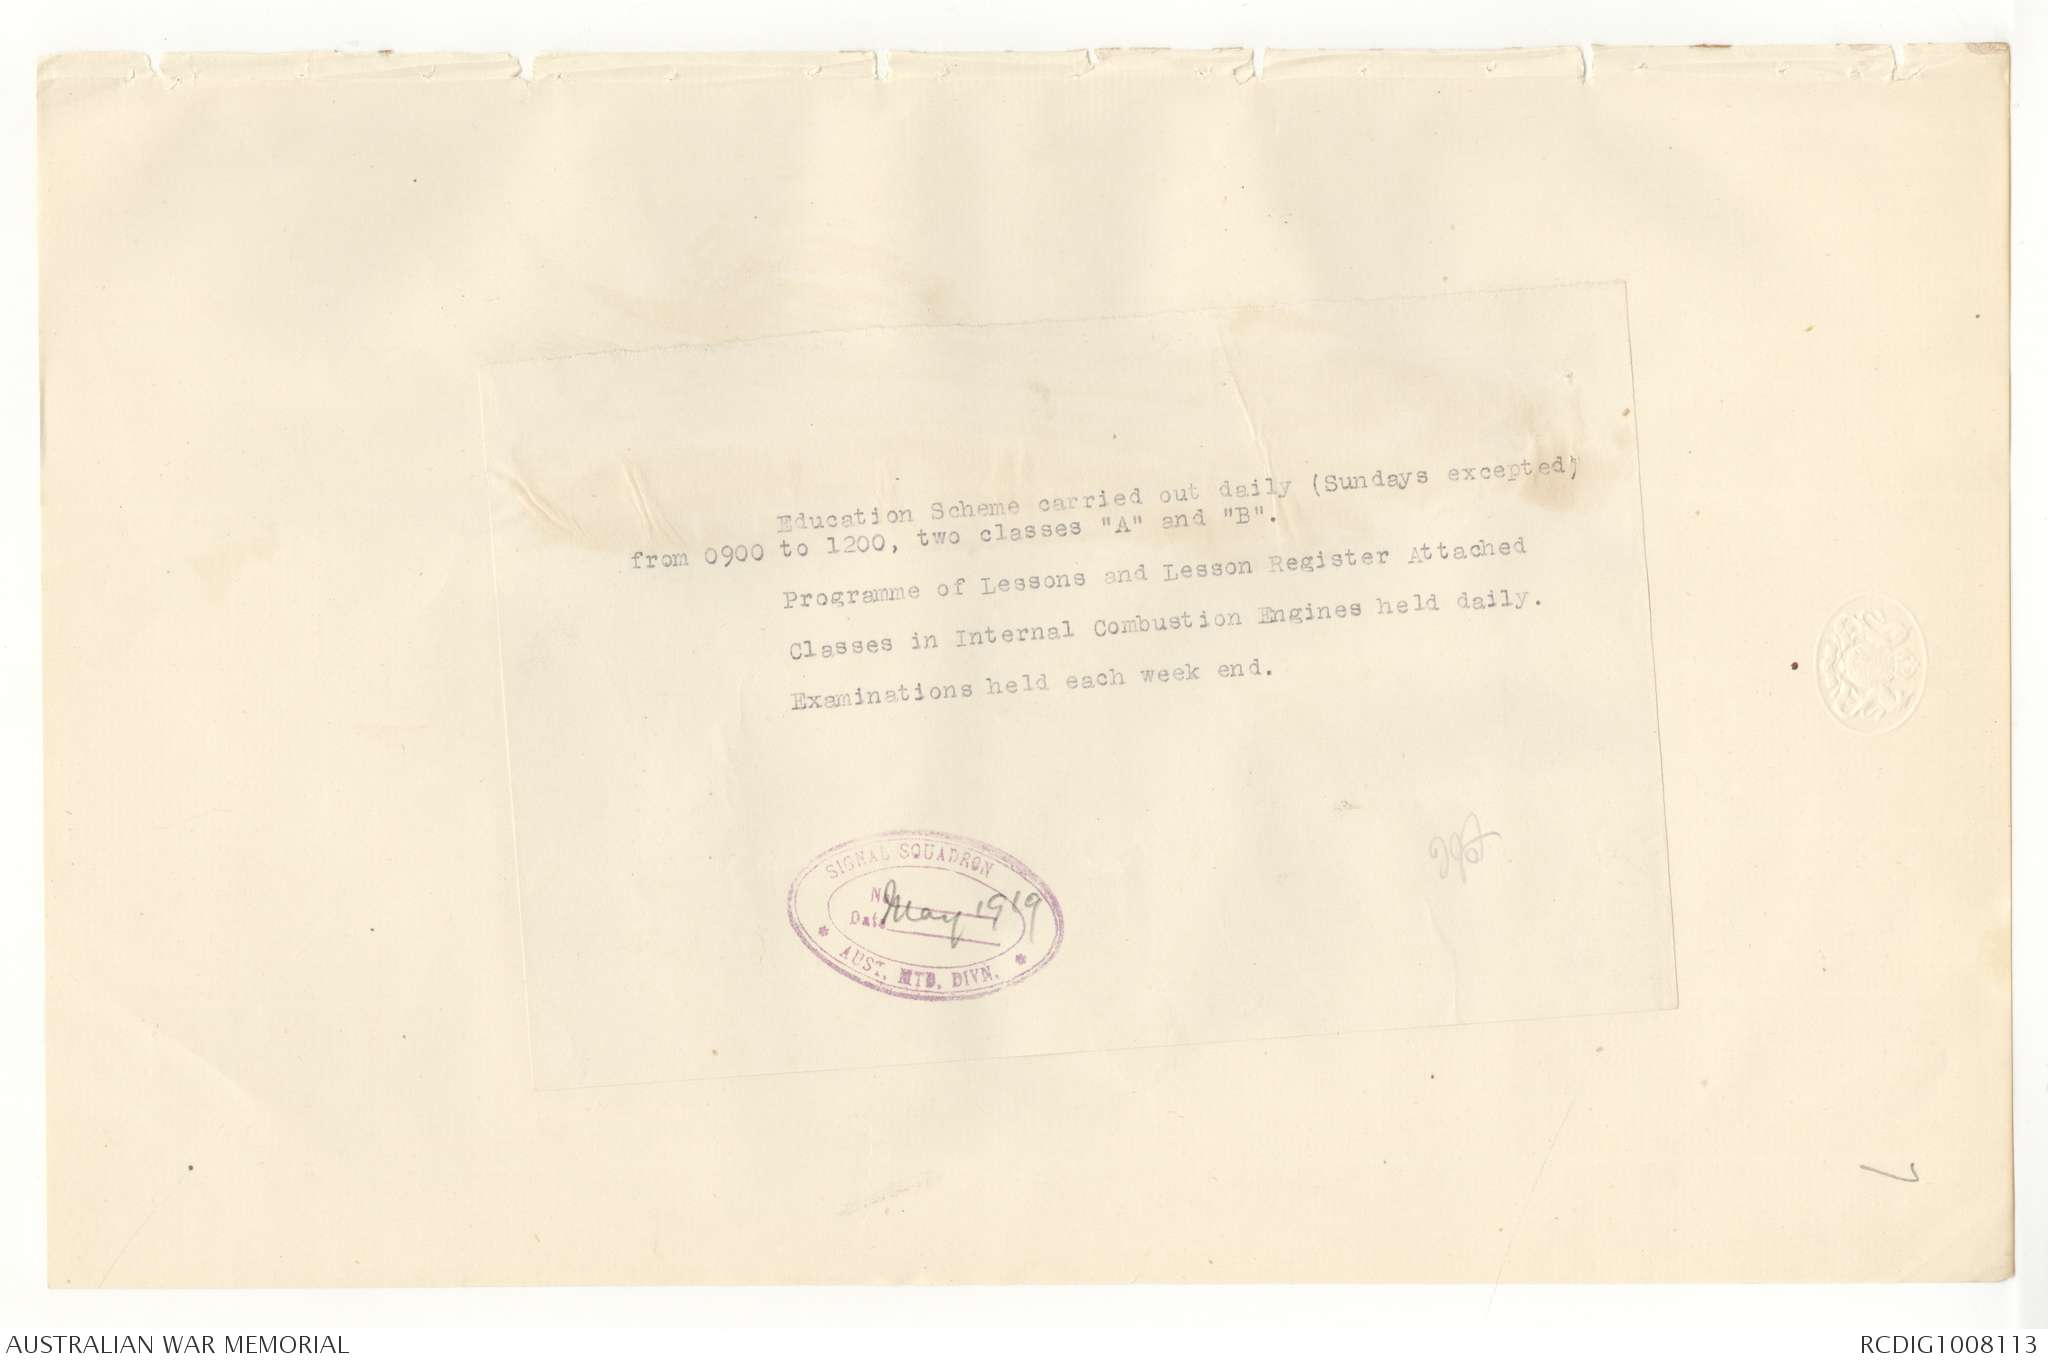 Education Scheme carried out daily (Sundays excepted)
from 0900 to 1200, two classes "A" and "B".
Programme of Lessons and Lesson Register Attached
Classes in Internal Combustion Engines held daily.
Examinations held each week end.
SIGNAL SQUADRON
No
Date May 1919
* AUST. MTD. DIVN. *
AUSTRALIAN WAR MEMORIAL
RCDIG1008113